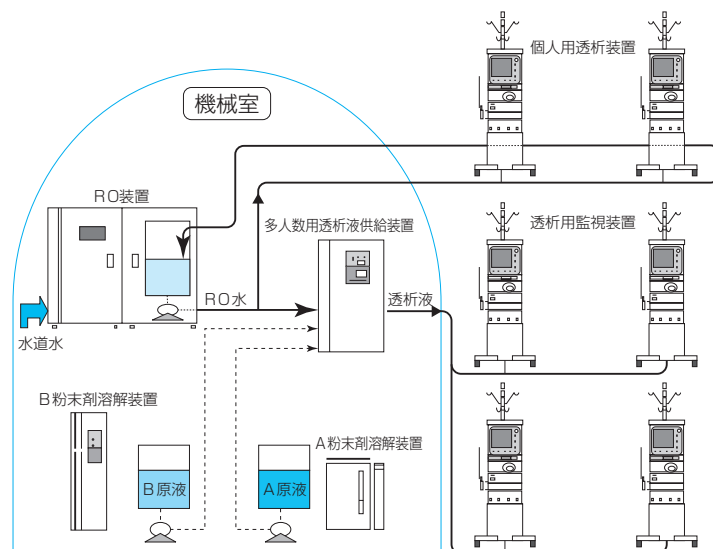 個人用透析装置
機械室
RO装置
多人数用透析液供給装置
透析用監視装置
RO水
透析液
水道水
B粉末剤溶解装置
A粉末剤溶解装置
B原液
A原液